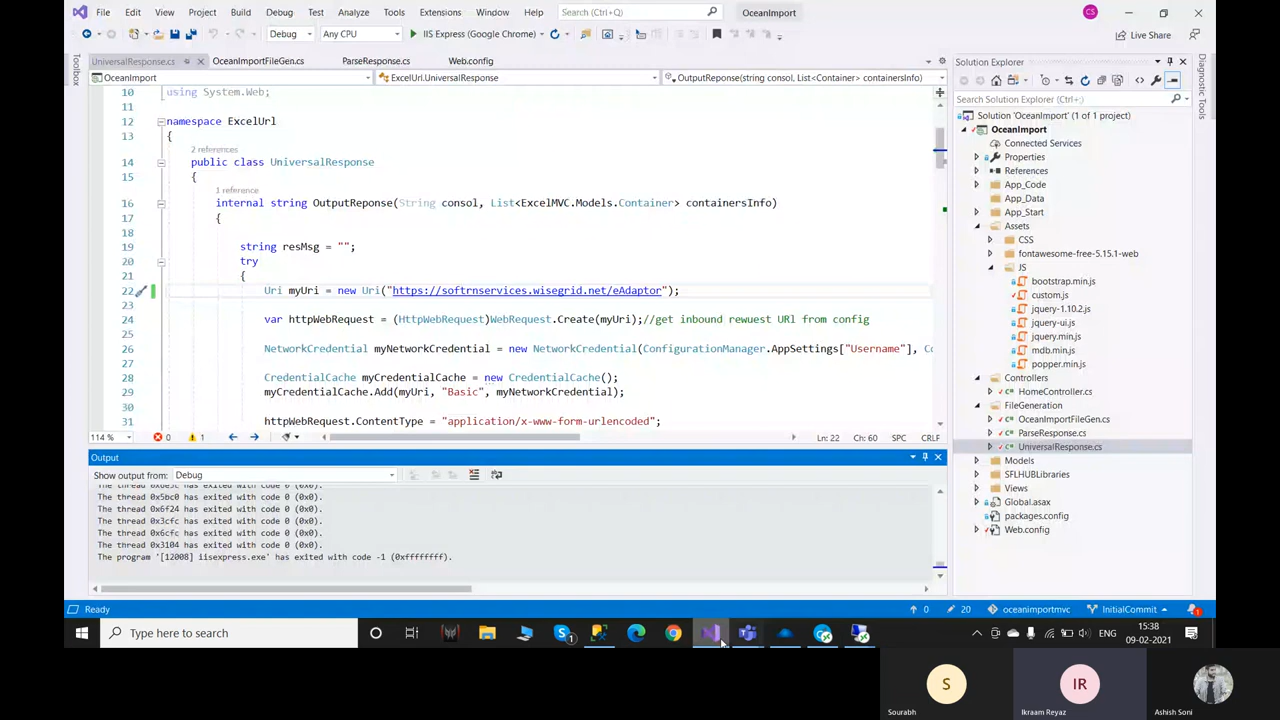 File Edit View Project Build Debug Test Analyze Tools Extensions Window Help Search (Ctrl+Q) OceanImport CS
Debug Any CPU IIS Express (Google Chrome) Live Share
UniversalResponse.cs OceanImportFileGen.cs ParseResponse.cs Web.config
OceanImport ExcelUrl.UniversalResponse OutputReponse(string consol, List<Container> containersInfo)
10 using System.Web;
11
12 namespace ExcelUrl
13 {
2 references
14 public class UniversalResponse
15 {
1 reference
16 internal string OutputReponse(String consol, List<ExcelMVC.Models.Container> containersInfo)
17 {
18
19 string resMsg = "";
20 try
21 {
22 Uri myUri = new Uri("https://softrnservices.wisegrid.net/eAdaptor");
23
24 var httpWebRequest = (HttpWebRequest)WebRequest.Create(myUri);//get inbound rewuest URl from config
25
26 NetworkCredential myNetworkCredential = new NetworkCredential(ConfigurationManager.AppSettings["Username"], Co
27
28 CredentialCache myCredentialCache = new CredentialCache();
29 myCredentialCache.Add(myUri, "Basic", myNetworkCredential);
30
31 httpWebRequest.ContentType = "application/x-www-form-urlencoded";
114 % 0 1 Ln: 22 Ch: 60 SPC CRLF
Output
Show output from: Debug
The thread 0x5bc0 has exited with code 0 (0x0).
The thread 0x6f24 has exited with code 0 (0x0).
The thread 0x3cfc has exited with code 0 (0x0).
The thread 0x6cfc has exited with code 0 (0x0).
The thread 0x3104 has exited with code 0 (0x0).
The program '[12008] iisexpress.exe' has exited with code -1 (0xffffffff).
Toolbox
Solution Explorer
Search Solution Explorer (Ctrl+;)
Solution 'OceanImport' (1 of 1 project)
OceanImport
Connected Services
Properties
References
App_Code
App_Data
App_Start
Assets
CSS
fontawesome-free-5.15.1-web
JS
bootstrap.min.js
custom.js
jquery-1.10.2.js
jquery-ui.js
jquery.min.js
mdb.min.js
popper.min.js
Controllers
HomeController.cs
FileGeneration
OceanImportFileGen.cs
ParseResponse.cs
UniversalResponse.cs
Models
SFLHUBLibraries
Views
Global.asax
packages.config
Web.config
Diagnostic Tools
Ready 0 20 oceanimportmvc InitialCommit 1
Type here to search 1 ENG 15:38
09-02-2021
S IR
Sourabh Ikraam Reyaz Ashish Soni